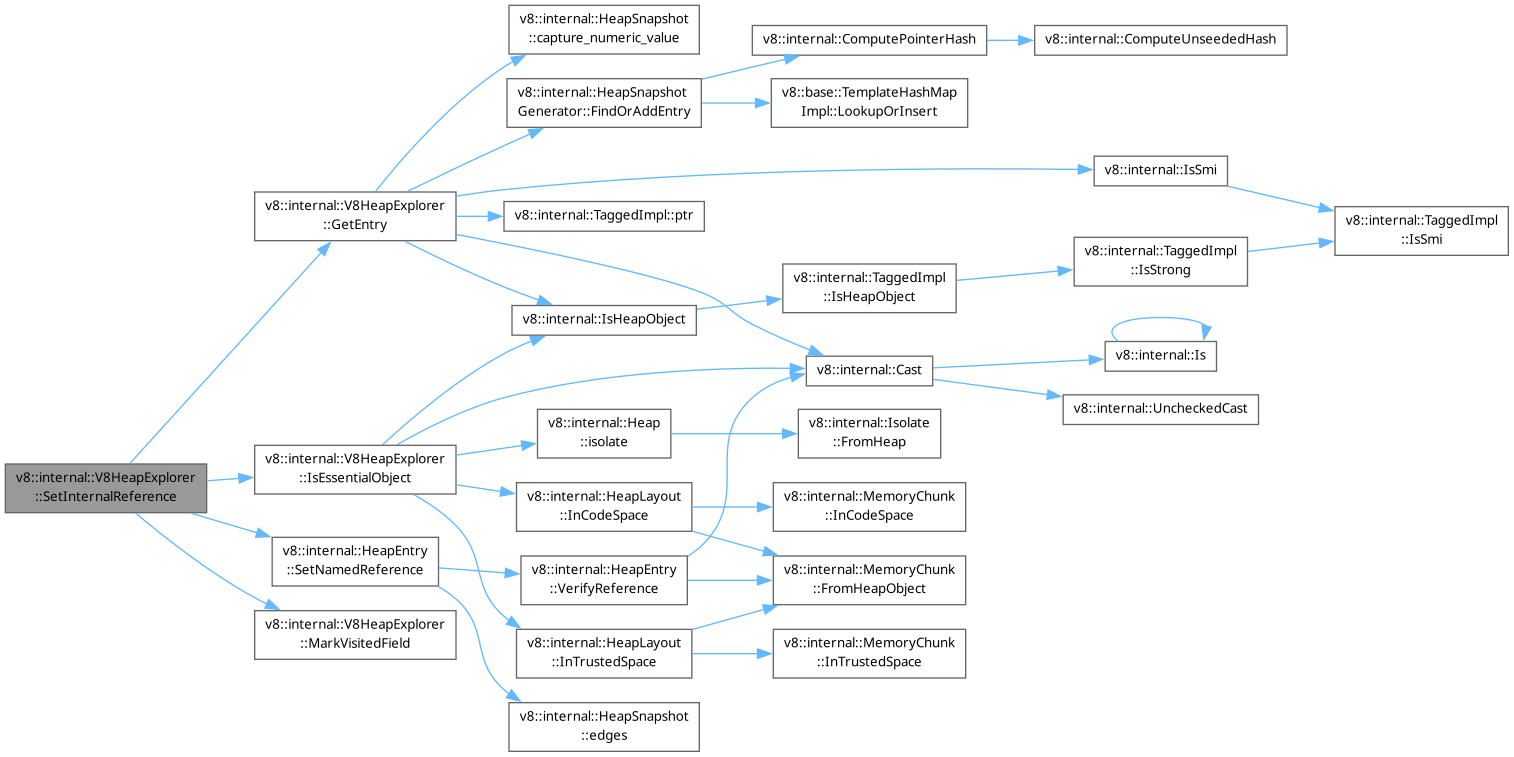 v8::internal::HeapSnapshot
::capture_numeric_value
v8::internal::ComputePointerHash
v8::internal::ComputeUnseededHash
v8::internal::HeapSnapshot
Generator::FindOrAddEntry
v8::base::TemplateHashMap
Impl::LookupOrInsert
v8::internal::IsSmi
v8::internal::V8HeapExplorer
::GetEntry
v8::internal::TaggedImpl::ptr
v8::internal::TaggedImpl
::IsSmi
v8::internal::TaggedImpl
::IsStrong
v8::internal::TaggedImpl
::IsHeapObject
v8::internal::IsHeapObject
v8::internal::Is
v8::internal::Cast
v8::internal::UncheckedCast
v8::internal::Heap
::isolate
v8::internal::Isolate
::FromHeap
v8::internal::V8HeapExplorer
::IsEssentialObject
v8::internal::V8HeapExplorer
::SetInternalReference
v8::internal::HeapLayout
::InCodeSpace
v8::internal::MemoryChunk
::InCodeSpace
v8::internal::HeapEntry
::SetNamedReference
v8::internal::HeapEntry
::VerifyReference
v8::internal::MemoryChunk
::FromHeapObject
v8::internal::V8HeapExplorer
::MarkVisitedField
v8::internal::HeapLayout
::InTrustedSpace
v8::internal::MemoryChunk
::InTrustedSpace
v8::internal::HeapSnapshot
::edges